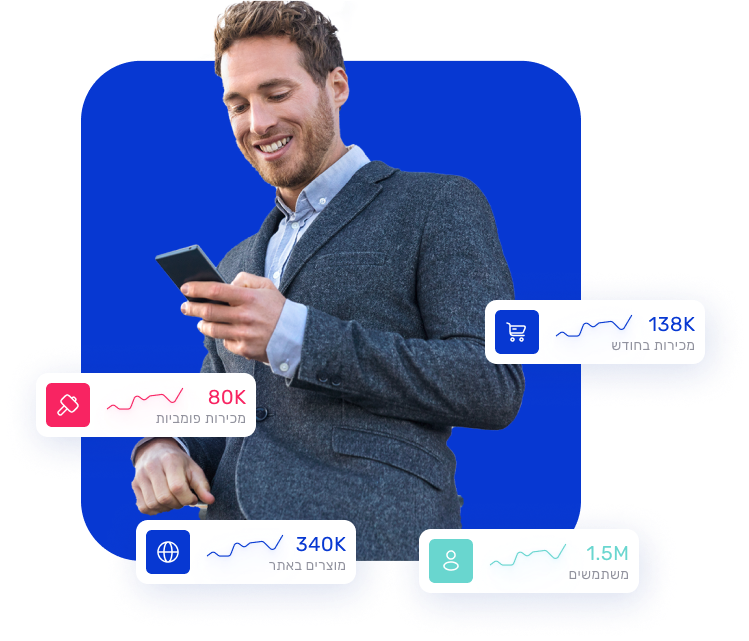 138K
מכירות בחודש
80K
מכירות פומביות
340K
מוצרים באתר
1.5M
משתמשים